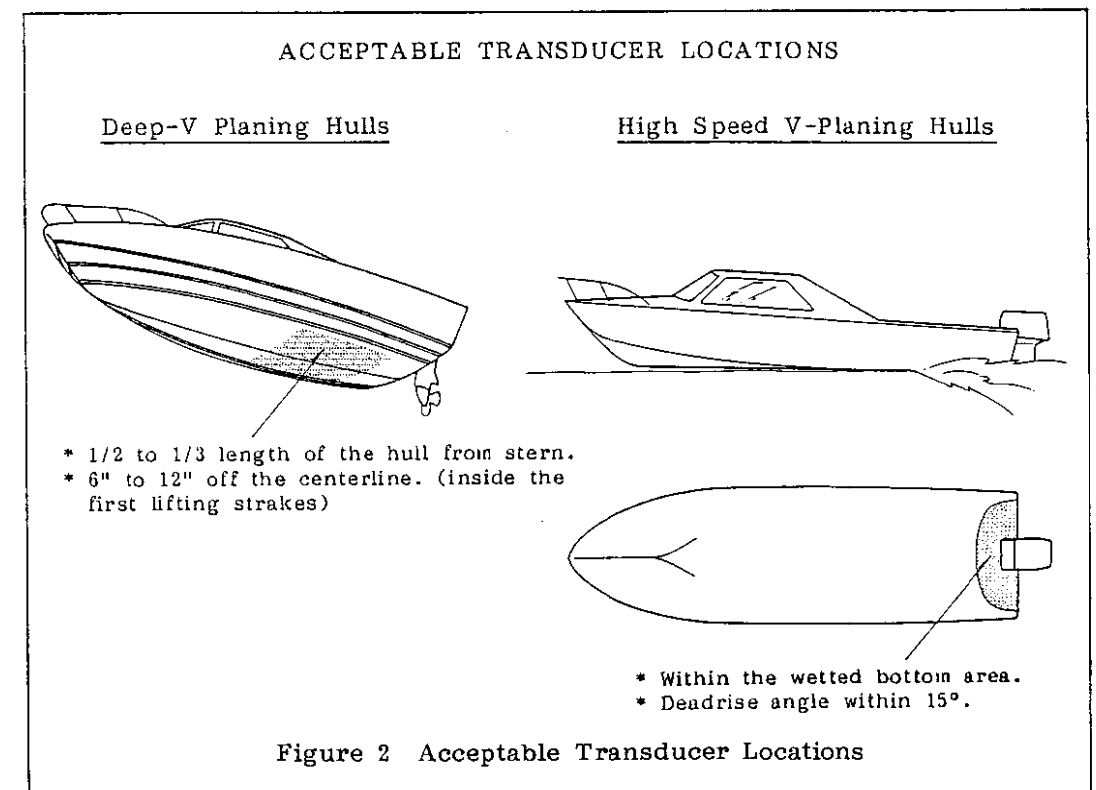 ACCEPTABLE TRANSDUCER LOCATIONS
Deep-V Planing Hulls
High Speed V-Planing Hulls
* 1/2 to 1/3 length of the hull from stern.
* 6" to 12" off the centerline. (inside the
first lifting strakes)
* Within the wetted bottom area.
* Deadrise angle within 15°.
Figure 2 Acceptable Transducer Locations